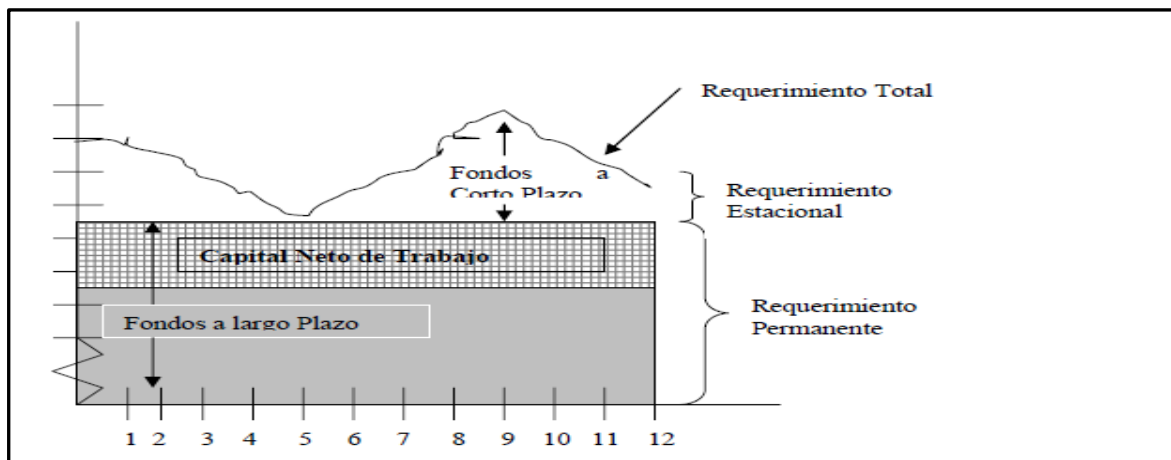 Requerimiento Total
Fondos a
Corto Plazo
Requerimiento
Estacional
Capital Neto de Trabajo
Fondos a largo Plazo
Requerimiento
Permanente
1 2 3 4 5 6 7 8 9 10 11 12